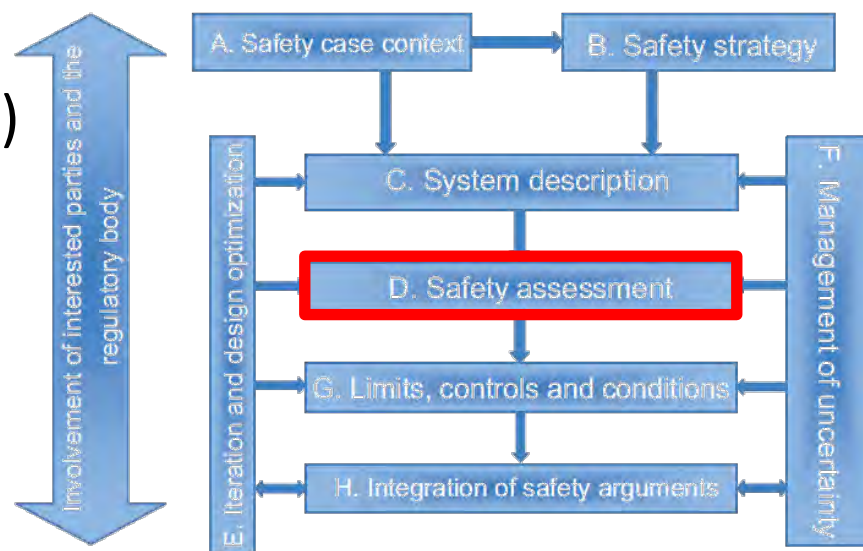 )
Involvement of interested parties and the
regulatory body
A. Safety case context
B. Safety strategy
E. Iteration and design optimization
C. System description
D. Safety assessment
G. Limits, controls and conditions
H. Integration of safety arguments
F. Management of uncertainty